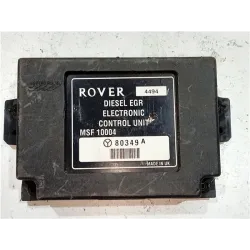 ROVER 4494
DIESEL EGR
ELECTRONIC
CONTROL UNIT
MSF 10004
Y 80349 A
MADE IN UK